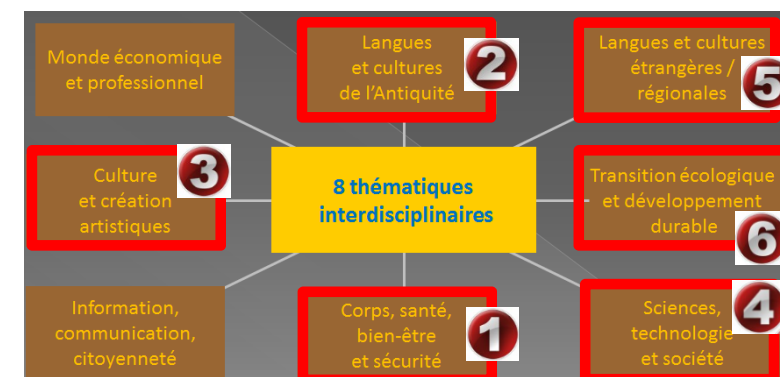 Monde économique
et professionnel
Langues
et cultures
de l'Antiquité
2
Langues et cultures
étrangères /
régionales
5
Culture
et création
artistiques
3
8 thématiques
interdisciplinaires
Transition écologique
et développement
durable
6
Information,
communication,
citoyenneté
Corps, santé,
bien-être
et sécurité
1
Sciences,
technologie
et société
4